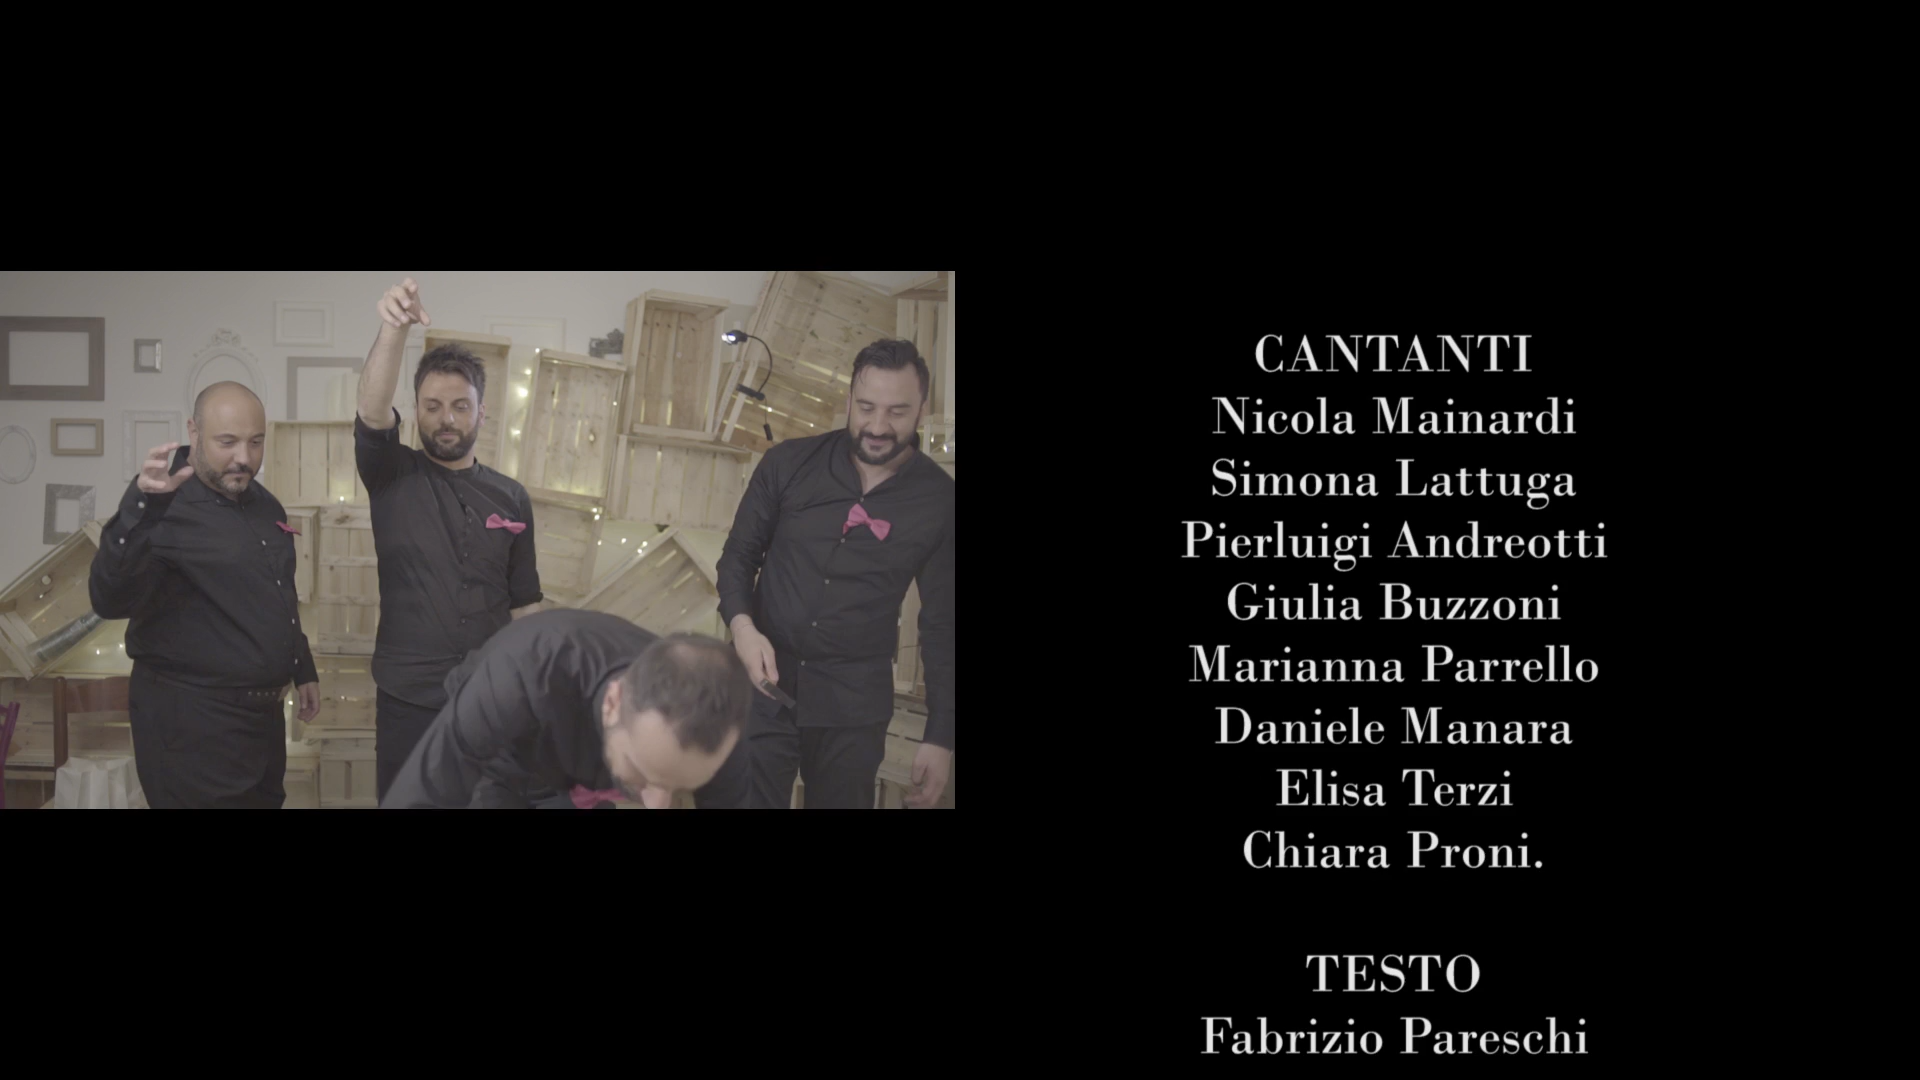 CANTANTI
Nicola Mainardi
Simona Lattuga
Pierluigi Andreotti
Giulia Buzzoni
Marianna Parrello
Daniele Manara
Elisa Terzi
Chiara Proni.
TESTO
Fabrizio Pareschi